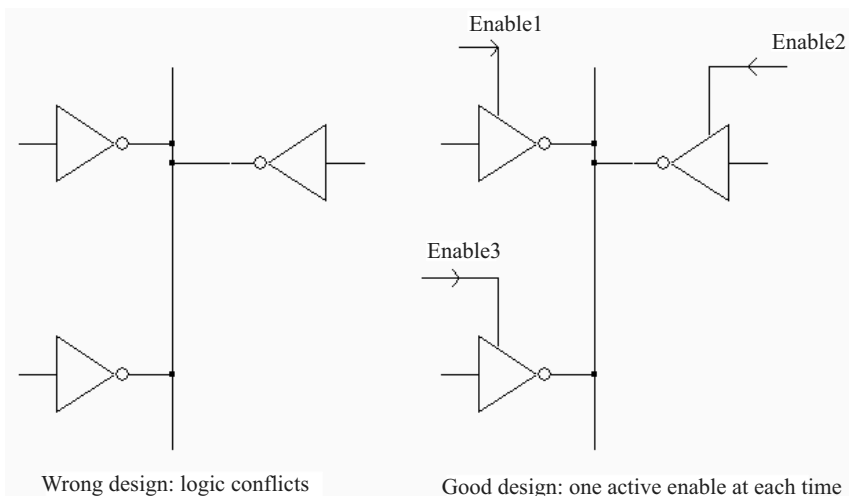 Enable1
Enable2
Enable3
Wrong design: logic conflicts
Good design: one active enable at each time